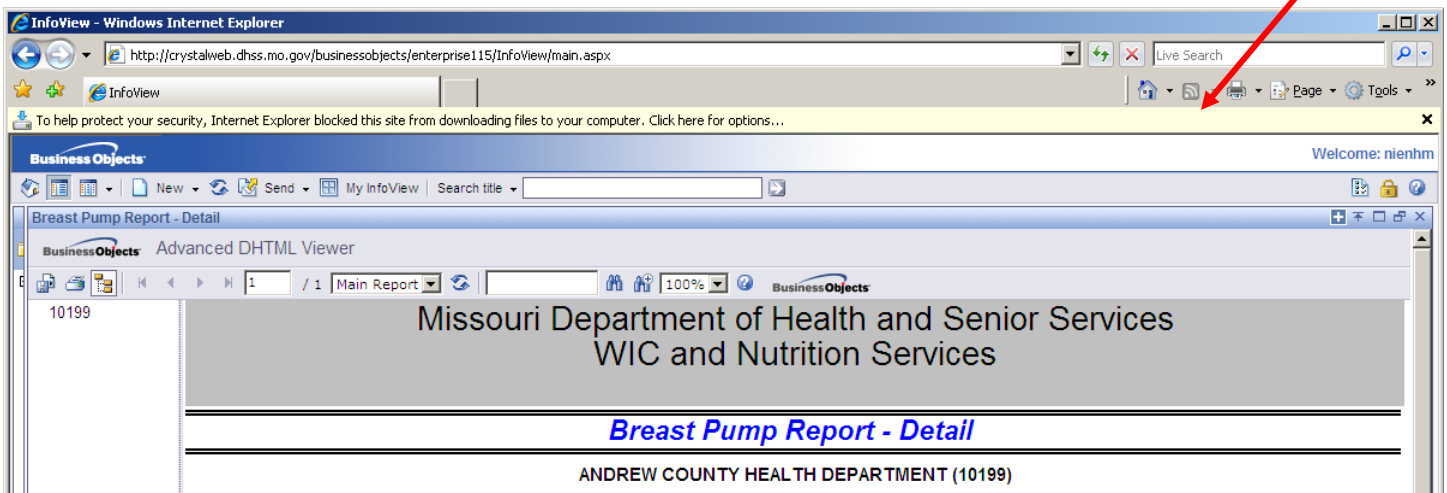 InfoView - Windows Internet Explorer
http://crystalweb.dhss.mo.gov/businessobjects/enterprise115/InfoView/main.aspx Live Search
InfoView Page Tools »
To help protect your security, Internet Explorer blocked this site from downloading files to your computer. Click here for options...
Business Objects Welcome: nienhm
New Send My InfoView Search title
Breast Pump Report - Detail
Business Objects Advanced DHTML Viewer
1 / 1 Main Report 100% Business Objects
10199
Missouri Department of Health and Senior Services
WIC and Nutrition Services
Breast Pump Report - Detail
ANDREW COUNTY HEALTH DEPARTMENT (10199)